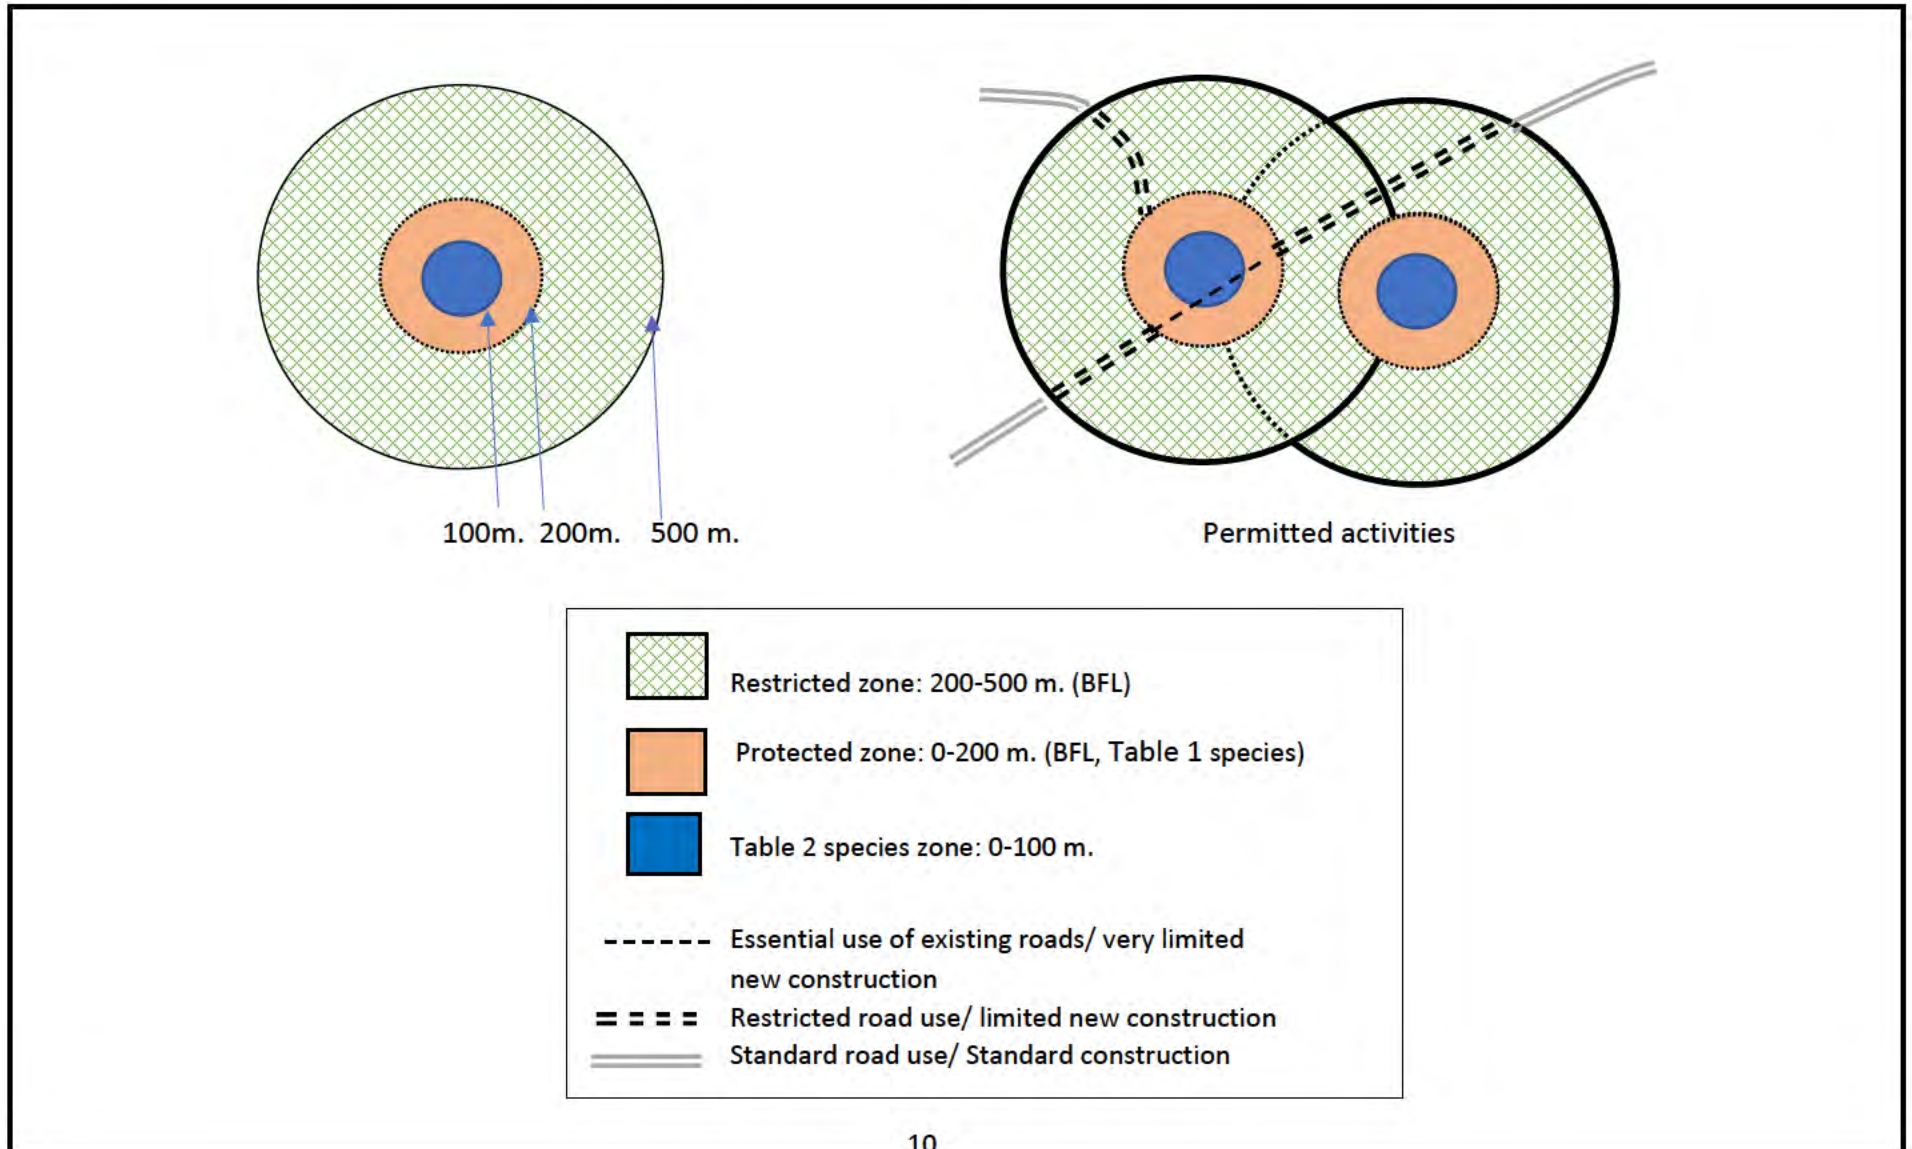 100m. 200m. 500 m.
Permitted activities
Restricted zone: 200-500 m. (BFL)
Protected zone: 0-200 m. (BFL, Table 1 species)
Table 2 species zone: 0-100 m.
Essential use of existing roads/ very limited
new construction
Restricted road use/ limited new construction
Standard road use/ Standard construction
10